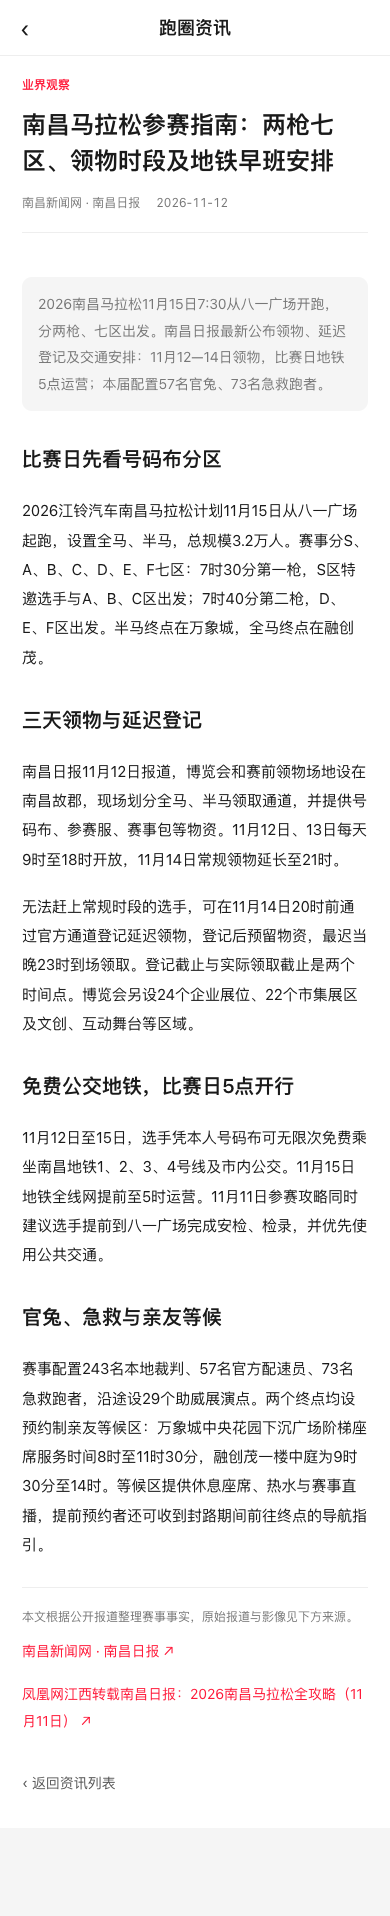 ‹
跑圈资讯
业界观察
南昌马拉松参赛指南：两枪七
区、领物时段及地铁早班安排
南昌新闻网 · 南昌日报 2026-11-12
2026南昌马拉松11月15日7:30从八一广场开跑，
分两枪、七区出发。南昌日报最新公布领物、延迟
登记及交通安排：11月12—14日领物，比赛日地铁
5点运营；本届配置57名官兔、73名急救跑者。
比赛日先看号码布分区
2026江铃汽车南昌马拉松计划11月15日从八一广场
起跑，设置全马、半马，总规模3.2万人。赛事分S、
A、B、C、D、E、F七区：7时30分第一枪，S区特
邀选手与A、B、C区出发；7时40分第二枪，D、
E、F区出发。半马终点在万象城，全马终点在融创
茂。
三天领物与延迟登记
南昌日报11月12日报道，博览会和赛前领物场地设在
南昌故郡，现场划分全马、半马领取通道，并提供号
码布、参赛服、赛事包等物资。11月12日、13日每天
9时至18时开放，11月14日常规领物延长至21时。
无法赶上常规时段的选手，可在11月14日20时前通
过官方通道登记延迟领物，登记后预留物资，最迟当
晚23时到场领取。登记截止与实际领取截止是两个
时间点。博览会另设24个企业展位、22个市集展区
及文创、互动舞台等区域。
免费公交地铁，比赛日5点开行
11月12日至15日，选手凭本人号码布可无限次免费乘
坐南昌地铁1、2、3、4号线及市内公交。11月15日
地铁全线网提前至5时运营。11月11日参赛攻略同时
建议选手提前到八一广场完成安检、检录，并优先使
用公共交通。
官兔、急救与亲友等候
赛事配置243名本地裁判、57名官方配速员、73名
急救跑者，沿途设29个助威展演点。两个终点均设
预约制亲友等候区：万象城中央花园下沉广场阶梯座
席服务时间8时至11时30分，融创茂一楼中庭为9时
30分至14时。等候区提供休息座席、热水与赛事直
播，提前预约者还可收到封路期间前往终点的导航指
引。
本文根据公开报道整理赛事事实，原始报道与影像见下方来源。
南昌新闻网 · 南昌日报 ↗
凤凰网江西转载南昌日报：2026南昌马拉松全攻略（11
月11日） ↗
‹ 返回资讯列表